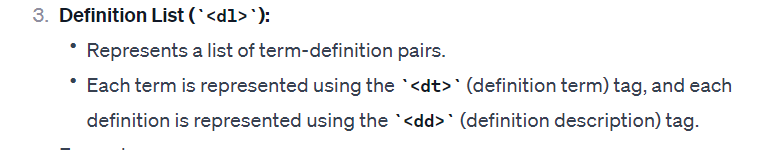 3. Definition List (`<dl>`):
• Represents a list of term-definition pairs.
• Each term is represented using the `<dt>` (definition term) tag, and each
definition is represented using the `<dd>` (definition description) tag.